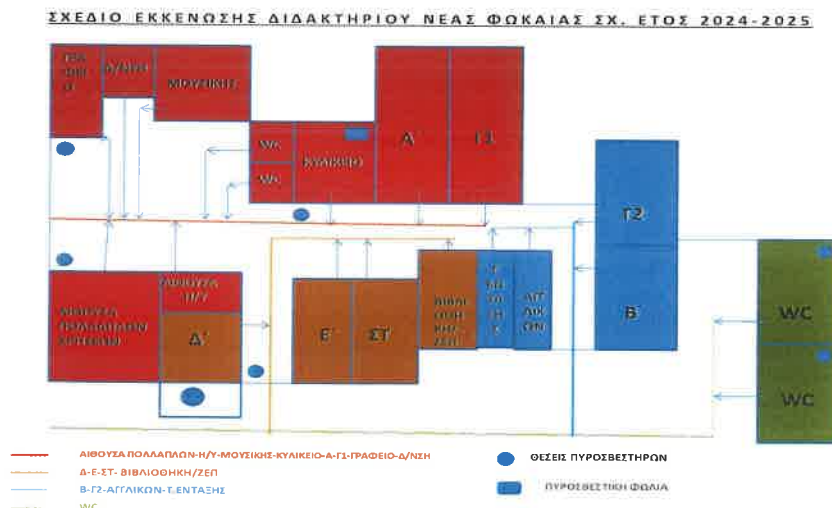 ΣΧΕΔΙΟ ΕΚΚΕΝΩΣΗΣ ΔΙΔΑΚΤΗΡΙΟΥ ΝΕΑΣ ΦΩΚΑΙΑΣ ΣΧ. ΕΤΟΣ 2024-2025
Δ/ΝΣΗ
ΜΟΥΣΙΚΗΣ
WC
WC
ΚΥΛΙΚΕΙΟ
Α
Γ1
Γ2
Β΄
ΑΙΘΟΥΣΑ
ΠΟΛΛΑΠΛΩΝ
ΑΙΘΟΥΣΑ
Η/Υ
Δ΄
Ε΄
ΣΤ΄
WC
WC
ΑΙΘΟΥΣΑ ΠΟΛΛΑΠΛΩΝ-Η/Υ-ΜΟΥΣΙΚΗΣ-ΚΥΛΙΚΕΙΟ-Α-Γ1-ΓΡΑΦΕΙΟ-Δ/ΝΣΗ
Δ-Ε-ΣΤ- ΒΙΒΛΙΟΘΗΚΗ/ΖΕΠ
Β-Γ2-ΑΓΓΛΙΚΩΝ-Τ.ΕΝΤΑΞΗΣ
WC
ΘΕΣΕΙΣ ΠΥΡΟΣΒΕΣΤΗΡΩΝ
ΠΥΡΟΣΒΕΣΤΙΚΗ ΦΩΛΙΑ